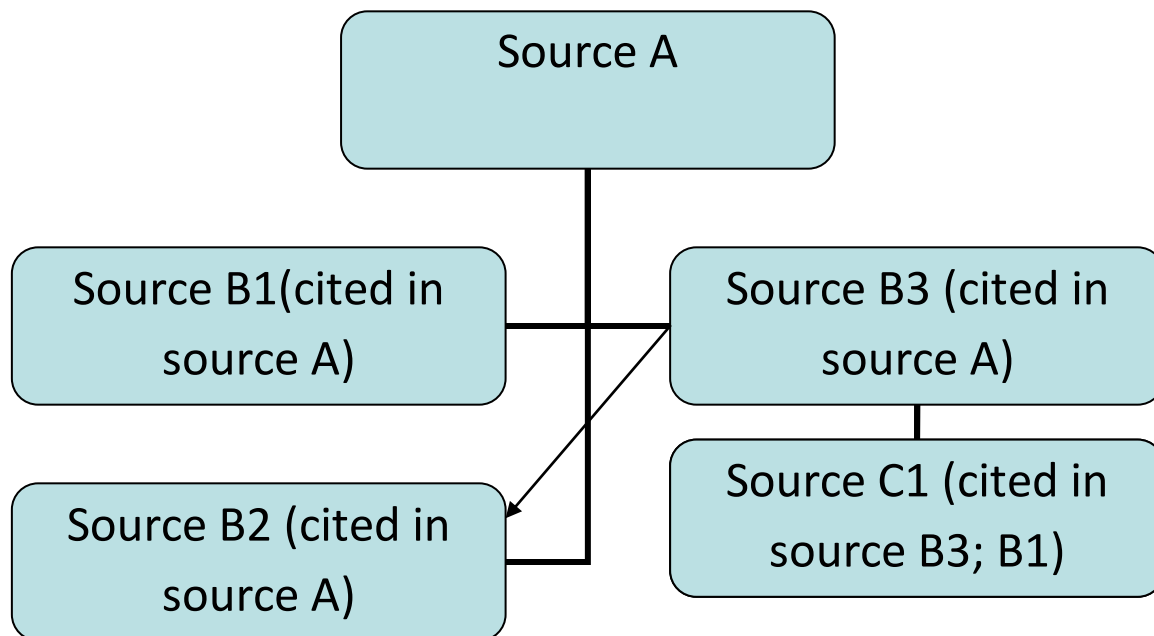 Source A
Source B1(cited in
source A)
Source B3 (cited in
source A)
Source B2 (cited in
source A)
Source C1 (cited in
source B3; B1)